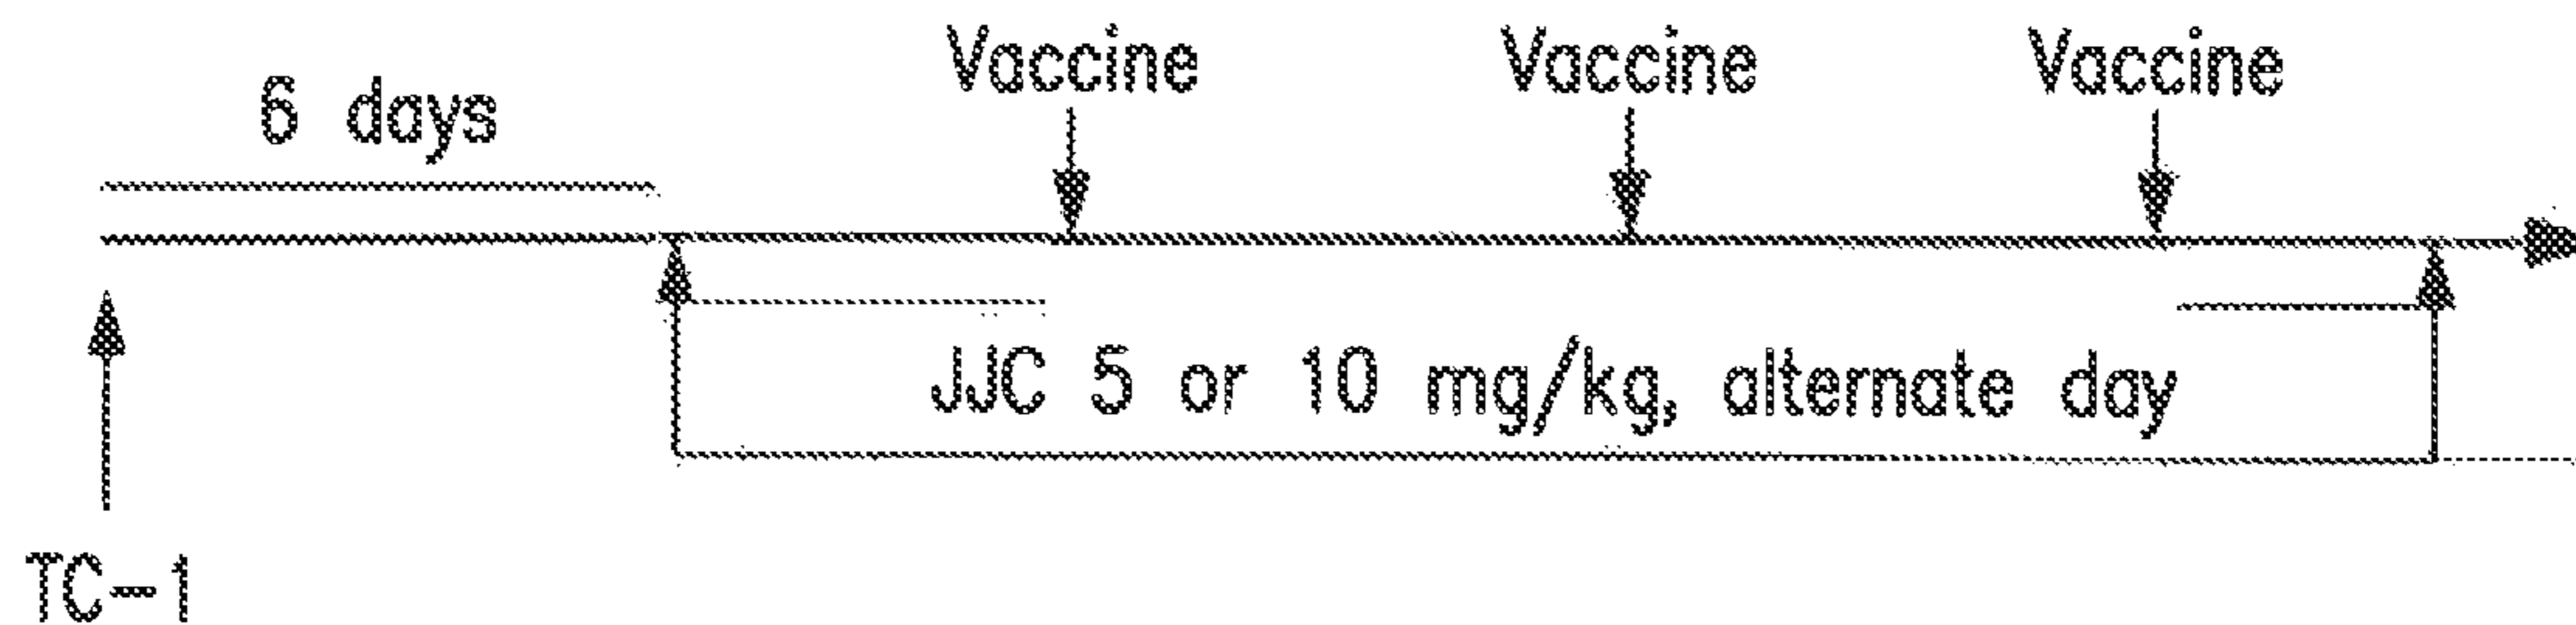 Vaccine Vaccine Vaccine
6 days
JJC 5 or 10 mg/kg, alternate day
TC-1